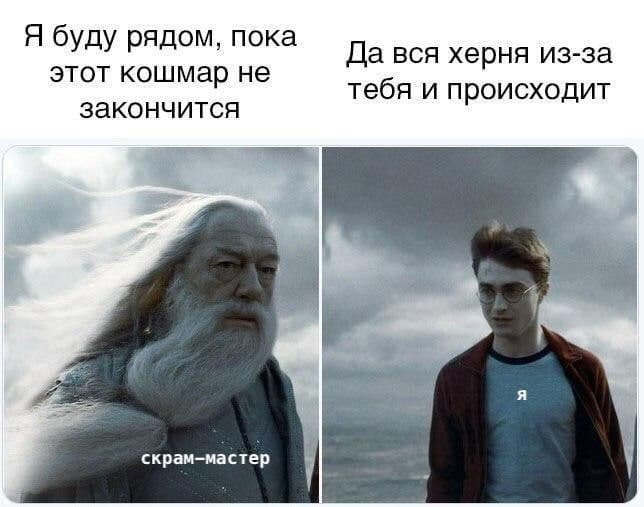 Я буду рядом, пока
этот кошмар не
закончится
Да вся херня из-за
тебя и происходит
скрам-мастер
я